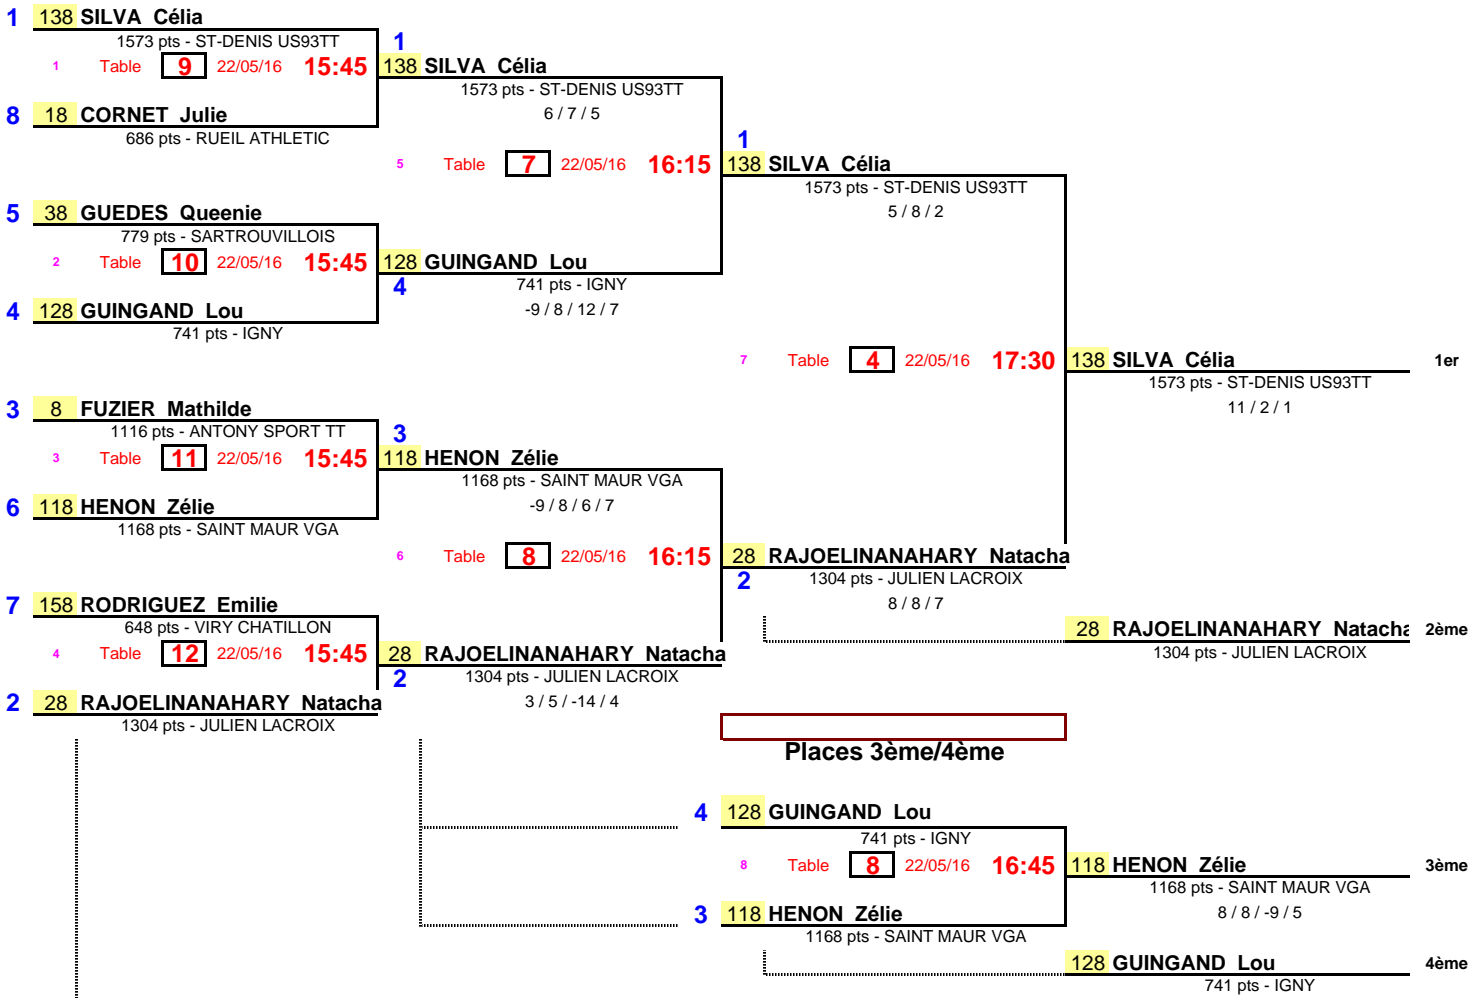 1 138 SILVA Célia
1573 pts - ST-DENIS US93TT
1
1 Table 9 22/05/16 15:45 138 SILVA Célia
1573 pts - ST-DENIS US93TT
8 18 CORNET Julie 6 / 7 / 5
686 pts - RUEIL ATHLETIC
1
5 Table 7 22/05/16 16:15 138 SILVA Célia
1573 pts - ST-DENIS US93TT
5 38 GUEDES Queenie 5 / 8 / 2
779 pts - SARTROUVILLOIS
2 Table 10 22/05/16 15:45 128 GUINGAND Lou
4 741 pts - IGNY
4 128 GUINGAND Lou -9 / 8 / 12 / 7
741 pts - IGNY
7 Table 4 22/05/16 17:30 138 SILVA Célia 1er
1573 pts - ST-DENIS US93TT
3 8 FUZIER Mathilde 11 / 2 / 1
1116 pts - ANTONY SPORT TT
3
3 Table 11 22/05/16 15:45 118 HENON Zélie
1168 pts - SAINT MAUR VGA
6 118 HENON Zélie -9 / 8 / 6 / 7
1168 pts - SAINT MAUR VGA
6 Table 8 22/05/16 16:15 28 RAJOELINANAHARY Natacha
2 1304 pts - JULIEN LACROIX
7 158 RODRIGUEZ Emilie 8 / 8 / 7
648 pts - VIRY CHATILLON 28 RAJOELINANAHARY Natacha 2ème
4 Table 12 22/05/16 15:45 28 RAJOELINANAHARY Natacha 1304 pts - JULIEN LACROIX
2 1304 pts - JULIEN LACROIX
2 28 RAJOELINANAHARY Natacha 3 / 5 / -14 / 4
1304 pts - JULIEN LACROIX
Places 3ème/4ème
4 128 GUINGAND Lou
741 pts - IGNY
8 Table 8 22/05/16 16:45 118 HENON Zélie 3ème
1168 pts - SAINT MAUR VGA
3 118 HENON Zélie 8 / 8 / -9 / 5
1168 pts - SAINT MAUR VGA
128 GUINGAND Lou 4ème
741 pts - IGNY